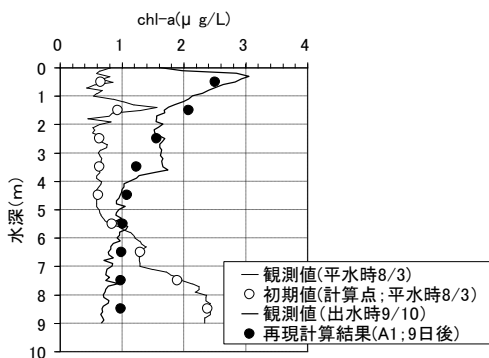 chl-a(μ g/L)
0 1 2 3 4
水深(m)
0
1
2
3
4
5
6
7
8
9
10
観測値(平水時8/3)
初期値(計算点;平水時8/3)
観測値(出水時9/10)
再現計算結果(A1;9日後)